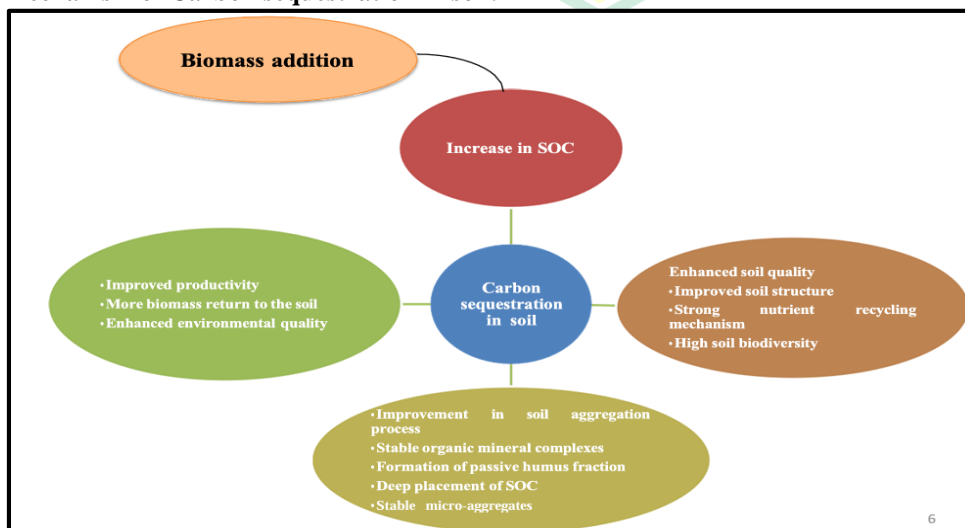 Biomass addition
Increase in SOC
• Improved productivity
• More biomass return to the soil
• Enhanced environmental quality
Carbon
sequestration
in soil
Enhanced soil quality
• Improved soil structure
• Strong nutrient recycling
mechanism
• High soil biodiversity
• Improvement in soil aggregation
process
• Stable organic mineral complexes
• Formation of passive humus fraction
• Deep placement of SOC
• Stable micro-aggregates
6